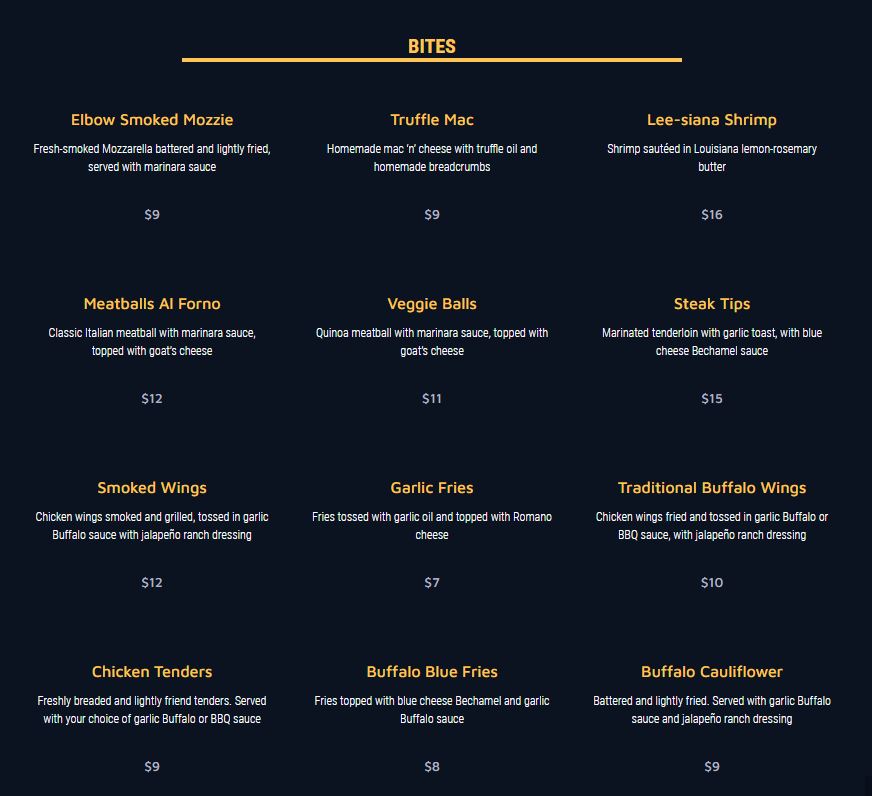 BITES
Elbow Smoked Mozzie
Fresh-smoked Mozzarella battered and lightly fried,
served with marinara sauce
$9
Truffle Mac
Homemade mac 'n' cheese with truffle oil and
homemade breadcrumbs
$9
Lee-siana Shrimp
Shrimp sautéed in Louisiana lemon-rosemary
butter
$16
Meatballs Al Forno
Classic Italian meatball with marinara sauce,
topped with goat's cheese
$12
Veggie Balls
Quinoa meatball with marinara sauce, topped with
goat's cheese
$11
Steak Tips
Marinated tenderloin with garlic toast, with blue
cheese Bechamel sauce
$15
Smoked Wings
Chicken wings smoked and grilled, tossed in garlic
Buffalo sauce with jalapeño ranch dressing
$12
Garlic Fries
Fries tossed with garlic oil and topped with Romano
cheese
$7
Traditional Buffalo Wings
Chicken wings fried and tossed in garlic Buffalo or
BBQ sauce, with jalapeño ranch dressing
$10
Chicken Tenders
Freshly breaded and lightly friend tenders. Served
with your choice of garlic Buffalo or BBQ sauce
$9
Buffalo Blue Fries
Fries topped with blue cheese Bechamel and garlic
Buffalo sauce
$8
Buffalo Cauliflower
Battered and lightly fried. Served with garlic Buffalo
sauce and jalapeño ranch dressing
$9